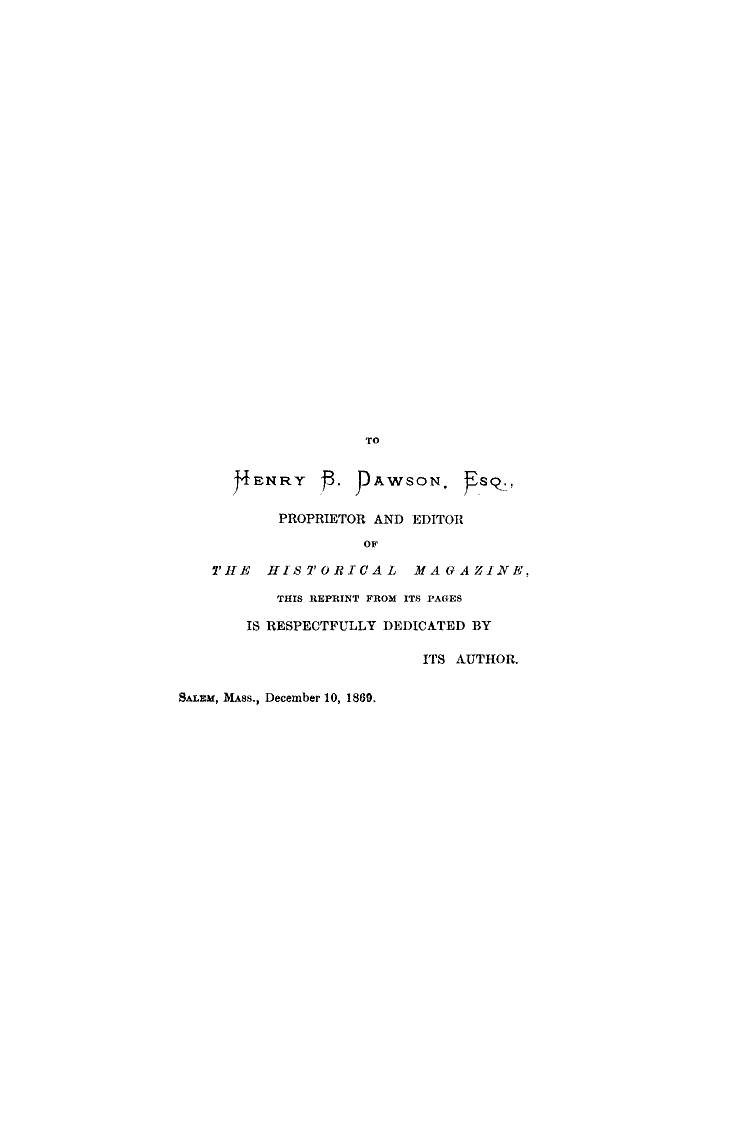 TO
HENRY B. DAWSON, ESQ.,
PROPRIETOR AND EDITOR
OF
THE HISTORICAL MAGAZINE,
THIS REPRINT FROM ITS PAGES
IS RESPECTFULLY DEDICATED BY
ITS AUTHOR.
SALEM, MASS., December 10, 1869.